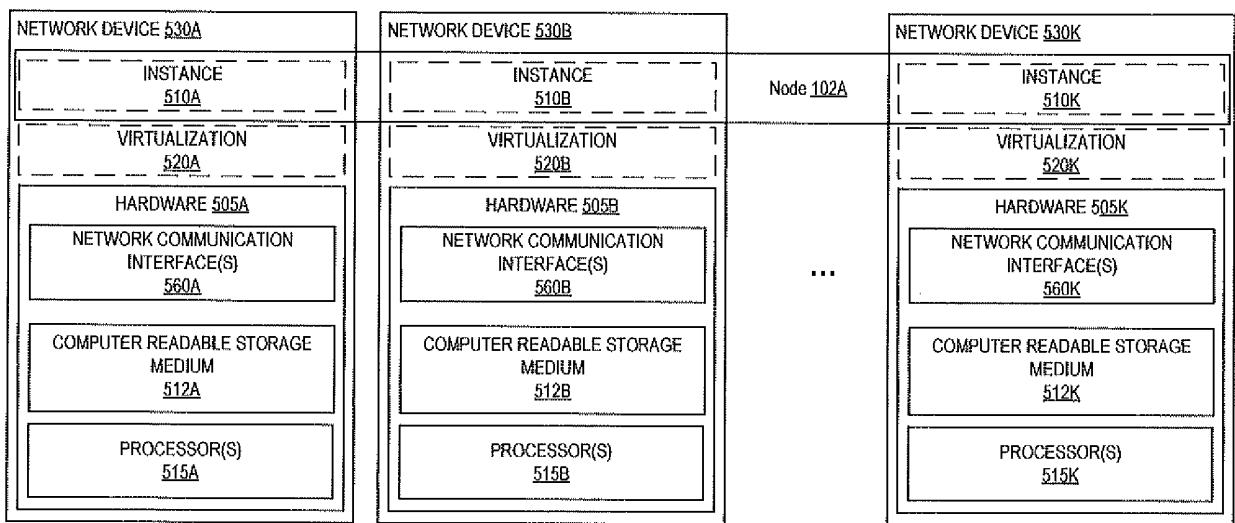 NETWORK DEVICE 530A
INSTANCE
510A
VIRTUALIZATION
520A
HARDWARE 505A
NETWORK COMMUNICATION
INTERFACE(S)
560A
COMPUTER READABLE STORAGE
MEDIUM
512A
PROCESSOR(S)
515A
NETWORK DEVICE 530B
INSTANCE
510B
VIRTUALIZATION
520B
HARDWARE 505B
NETWORK COMMUNICATION
INTERFACE(S)
560B
COMPUTER READABLE STORAGE
MEDIUM
512B
PROCESSOR(S)
515B
Node 102A
...
NETWORK DEVICE 530K
INSTANCE
510K
VIRTUALIZATION
520K
HARDWARE 505K
NETWORK COMMUNICATION
INTERFACE(S)
560K
COMPUTER READABLE STORAGE
MEDIUM
512K
PROCESSOR(S)
515K